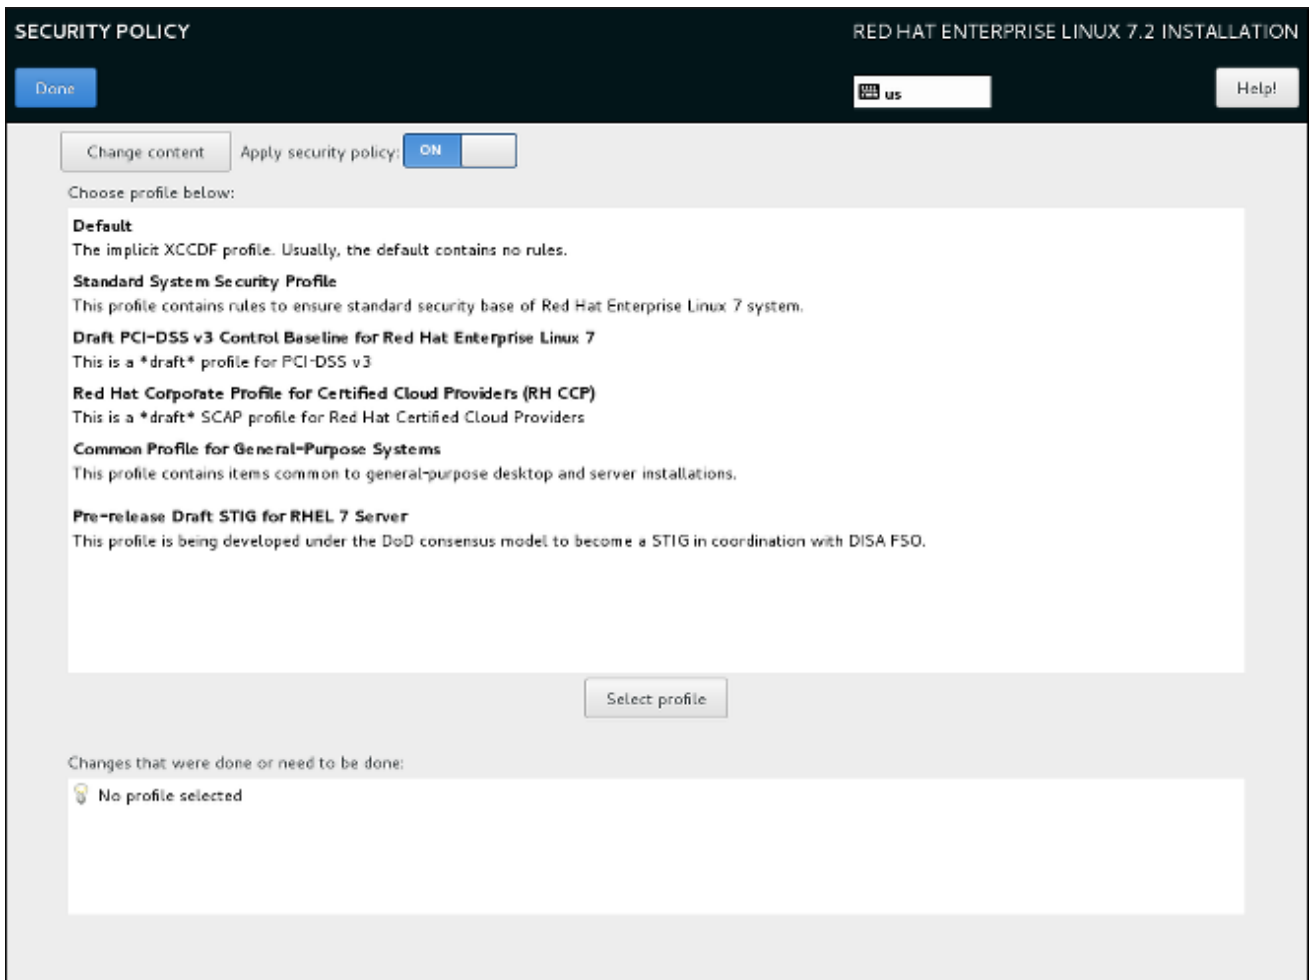 SECURITY POLICY
RED HAT ENTERPRISE LINUX 7.2 INSTALLATION
Done
us
Help!
Change content
Apply security policy:
ON
Choose profile below:
Default
The implicit XCCDF profile. Usually, the default contains no rules.
Standard System Security Profile
This profile contains rules to ensure standard security base of Red Hat Enterprise Linux 7 system.
Draft PCI-DSS v3 Control Baseline for Red Hat Enterprise Linux 7
This is a *draft* profile for PCI-DSS v3
Red Hat Corporate Profile for Certified Cloud Providers (RH CCP)
This is a *draft* SCAP profile for Red Hat Certified Cloud Providers
Common Profile for General-Purpose Systems
This profile contains items common to general-purpose desktop and server installations.
Pre-release Draft STIG for RHEL 7 Server
This profile is being developed under the DoD consensus model to become a STIG in coordination with DISA FSO.
Select profile
Changes that were done or need to be done:
No profile selected